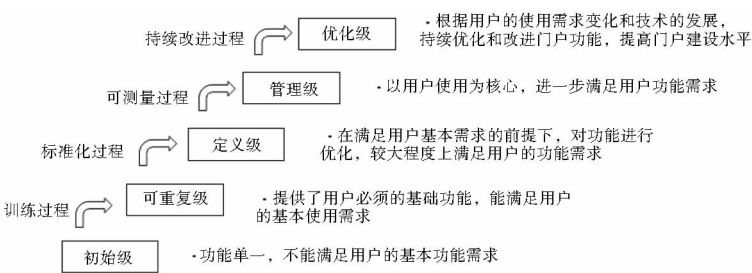 持续改进过程
优化级
·根据用户的使用需求变化和技术的发展，
持续优化和改进门户功能，提高门户建设水平
可测量过程
管理级
·以用户使用为核心，进一步满足用户功能需求
标准化过程
定义级
·在满足用户基本需求的前提下，对功能进行
优化，较大程度上满足用户的功能需求
训练过程
可重复级
·提供了用户必须的基础功能，能满足用户
的基本使用需求
初始级
·功能单一，不能满足用户的基本功能需求